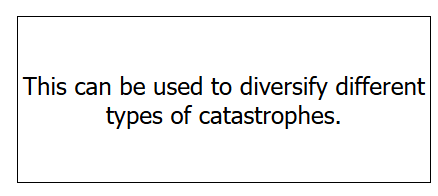 This can be used to diversify different
types of catastrophes.